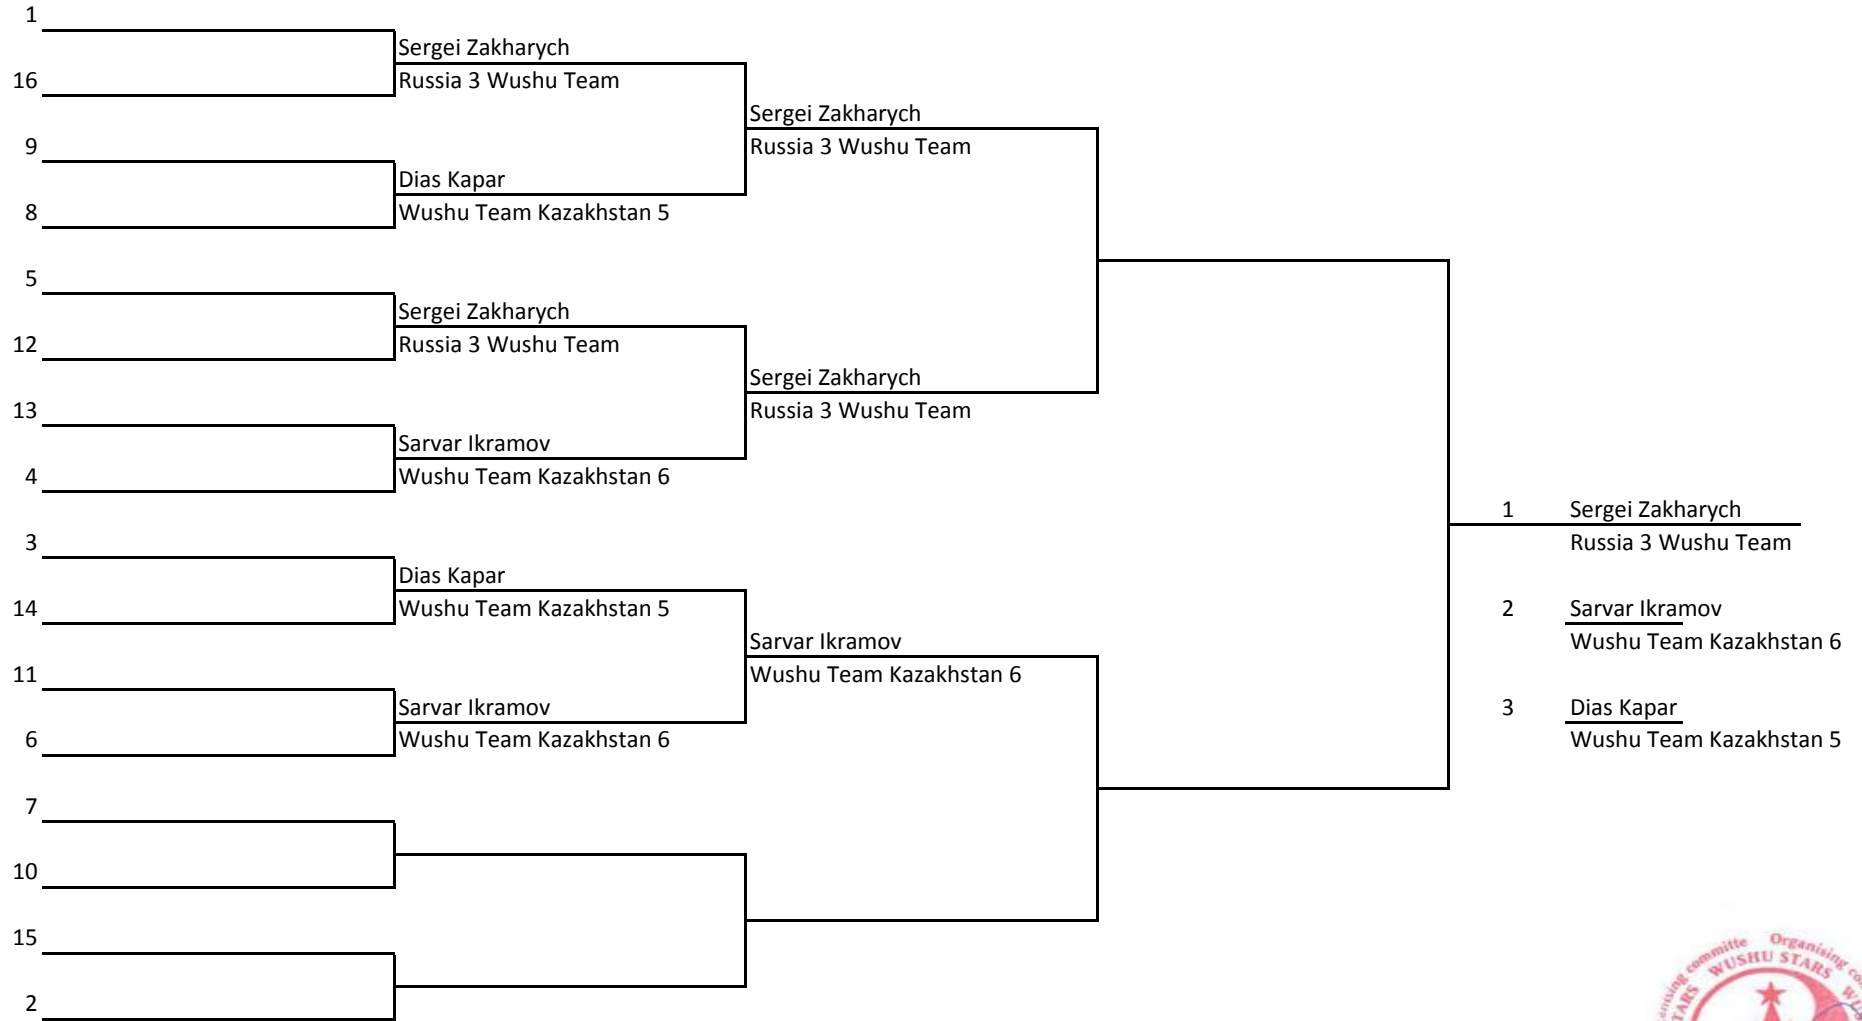 1
Sergei Zakharych
16
Russia 3 Wushu Team
Sergei Zakharych
9
Russia 3 Wushu Team
Dias Kapar
8
Wushu Team Kazakhstan 5
5
Sergei Zakharych
12
Russia 3 Wushu Team
Sergei Zakharych
13
Russia 3 Wushu Team
Sarvar Ikramov
4
Wushu Team Kazakhstan 6
1 Sergei Zakharych
3
Russia 3 Wushu Team
Dias Kapar
14
Wushu Team Kazakhstan 5
2 Sarvar Ikramov
Sarvar Ikramov
Wushu Team Kazakhstan 6
11
Wushu Team Kazakhstan 6
Sarvar Ikramov
3 Dias Kapar
6
Wushu Team Kazakhstan 6
Wushu Team Kazakhstan 5
7
10
15
2
committe Organising
WUSHU STARS